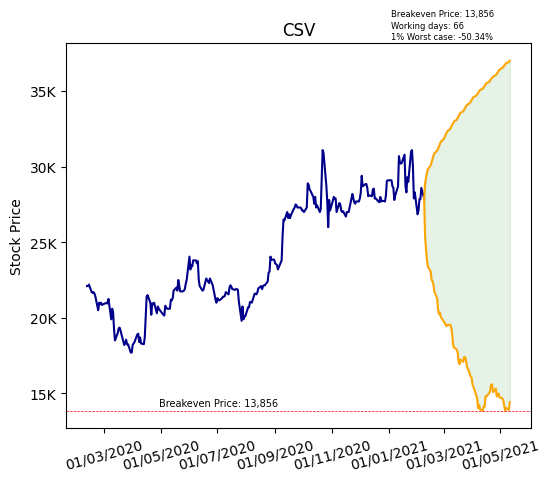 Breakeven Price: 13,856
Working days: 66
1% Worst case: -50.34%
CSV
Stock Price
35K
30K
25K
20K
15K
Breakeven Price: 13,856
01/03/2020
01/05/2020
01/07/2020
01/09/2020
01/11/2020
01/01/2021
01/03/2021
01/05/2021